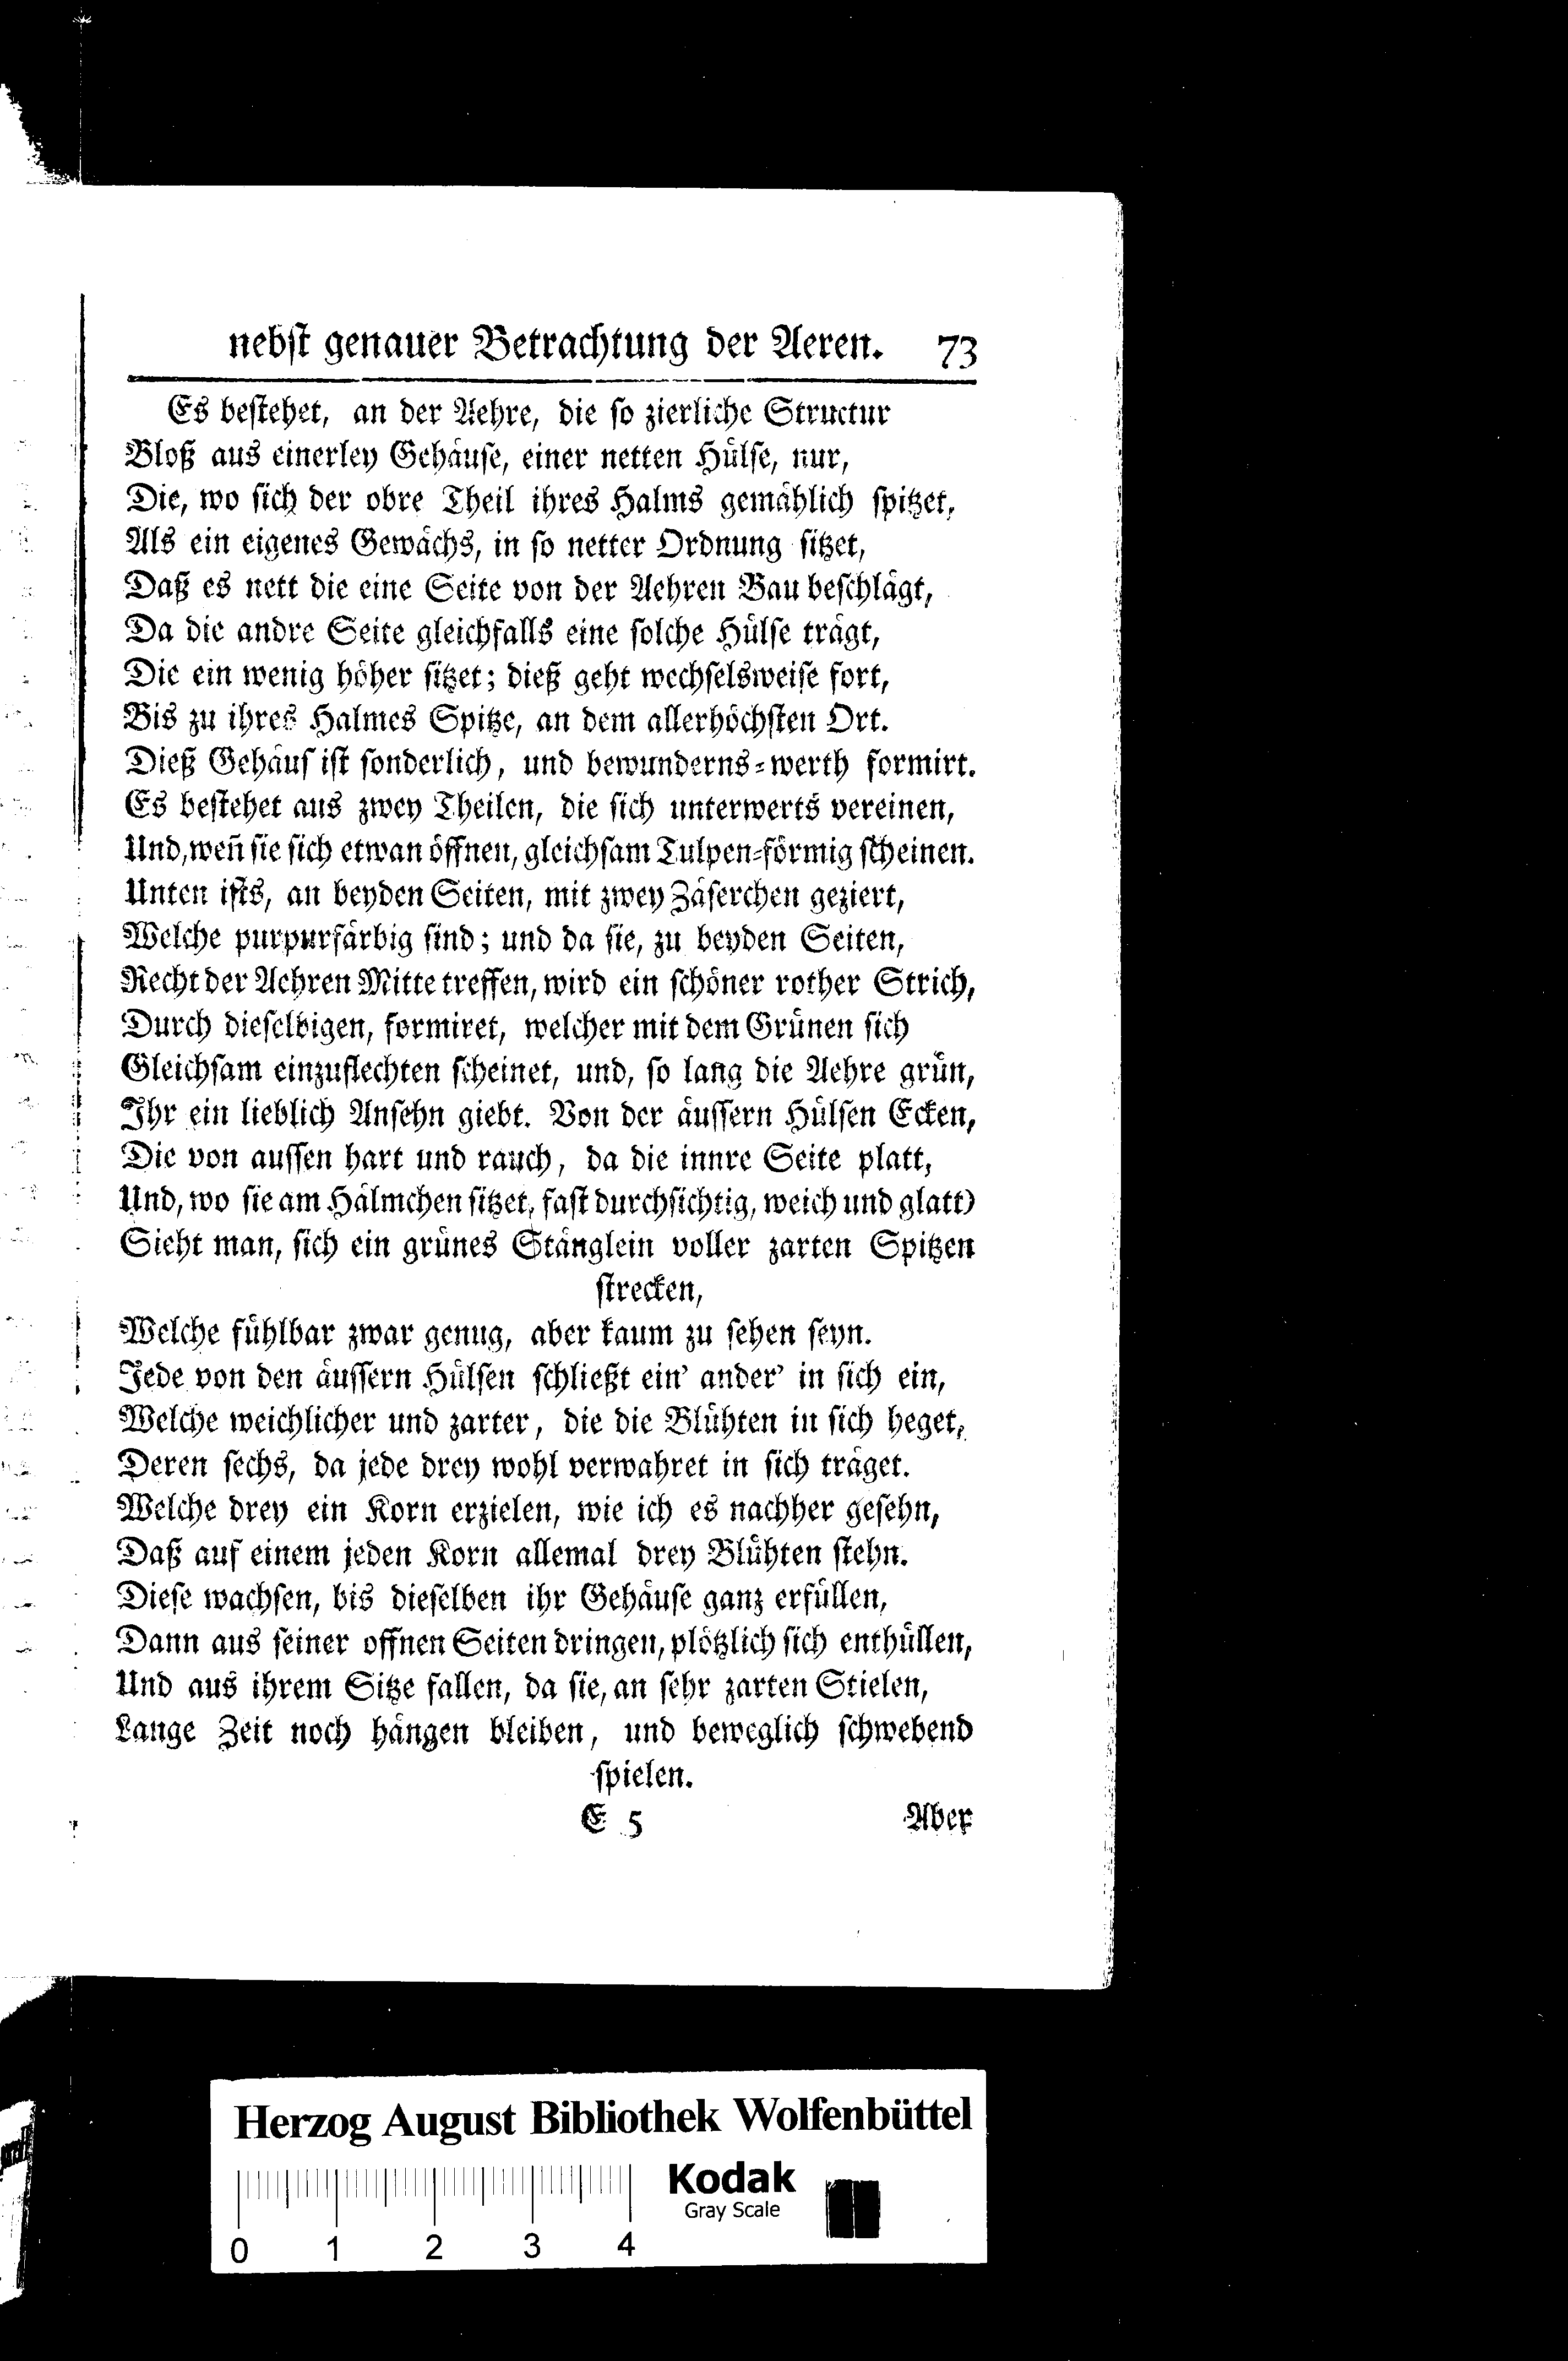 nebst genauer Betrachtung der Aeren. 73
Es bestehet, an der Aehre, die so zierliche Structur
Bloß aus einerley Gehäuse, einer netten Hülse, nur,
Die, wo sich der obre Theil ihres Halms gemählich spitzet,
Als ein eigenes Gewächs, in so netter Ordnung sitzet,
Daß es nett die eine Seite von der Aehren Bau beschlägt,
Da die andre Seite gleichfalls eine solche Hülse trägt,
Die ein wenig höher sitzet; dieß geht wechselsweise fort,
Bis zu ihres Halmes Spitze, an dem allerhöchsten Ort.
Dieß Gehäus ist sonderlich, und bewunderns-werth formirt.
Es bestehet aus zwey Theilen, die sich unterwerts vereinen,
Und, weñ sie sich etwan öffnen, gleichsam Tulpen-förmig scheinen.
Unten ists, an beyden Seiten, mit zwey Zäserchen geziert,
Welche purpurfärbig sind; und da sie, zu beyden Seiten,
Recht der Aehren Mitte treffen, wird ein schöner rother Strich,
Durch dieselbigen, formiret, welcher mit dem Grünen sich
Gleichsam einzuflechten scheinet, und, so lang die Aehre grün,
Ihr ein lieblich Ansehn giebt. Von der äussern Hülsen Ecken,
Die von aussen hart und rauch, da die innre Seite platt,
Und, wo sie am Hälmchen sitzet, fast durchsichtig, weich und glatt)
Sieht man, sich ein grünes Stänglein voller zarten Spitzen
strecken,
Welche fühlbar zwar genug, aber kaum zu sehen seyn.
Jede von den äussern Hülsen schließt ein' ander' in sich ein,
Welche weichlicher und zarter, die die Blühten in sich heget,
Deren sechs, da jede drey wohl verwahret in sich träget.
Welche drey ein Korn erzielen, wie ich es nachher gesehn,
Daß auf einem jeden Korn allemal drey Blühten stehn.
Diese wachsen, bis dieselben ihr Gehäuse ganz erfüllen,
Dann aus seiner offnen Seiten dringen, plötzlich sich enthüllen,
Und aus ihrem Sitze fallen, da sie, an sehr zarten Stielen,
Lange Zeit noch hängen bleiben, und beweglich schwebend
spielen.
E 5 Aber
Herzog August Bibliothek Wolfenbüttel
Kodak
Gray Scale
0 1 2 3 4